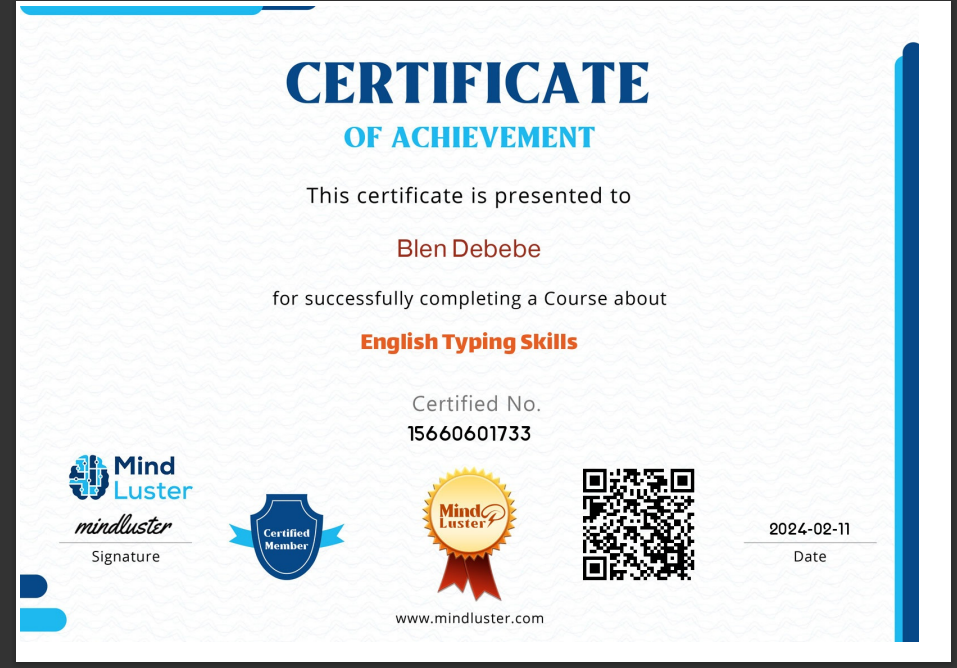 CERTIFICATE
OF ACHIEVEMENT
This certificate is presented to
Blen Debebe
for successfully completing a Course about
English Typing Skills
Certified No.
15660601733
Mind
Luster
mindluster
Signature
Certified
Member
Mind
Luster
2024-02-11
Date
www.mindluster.com